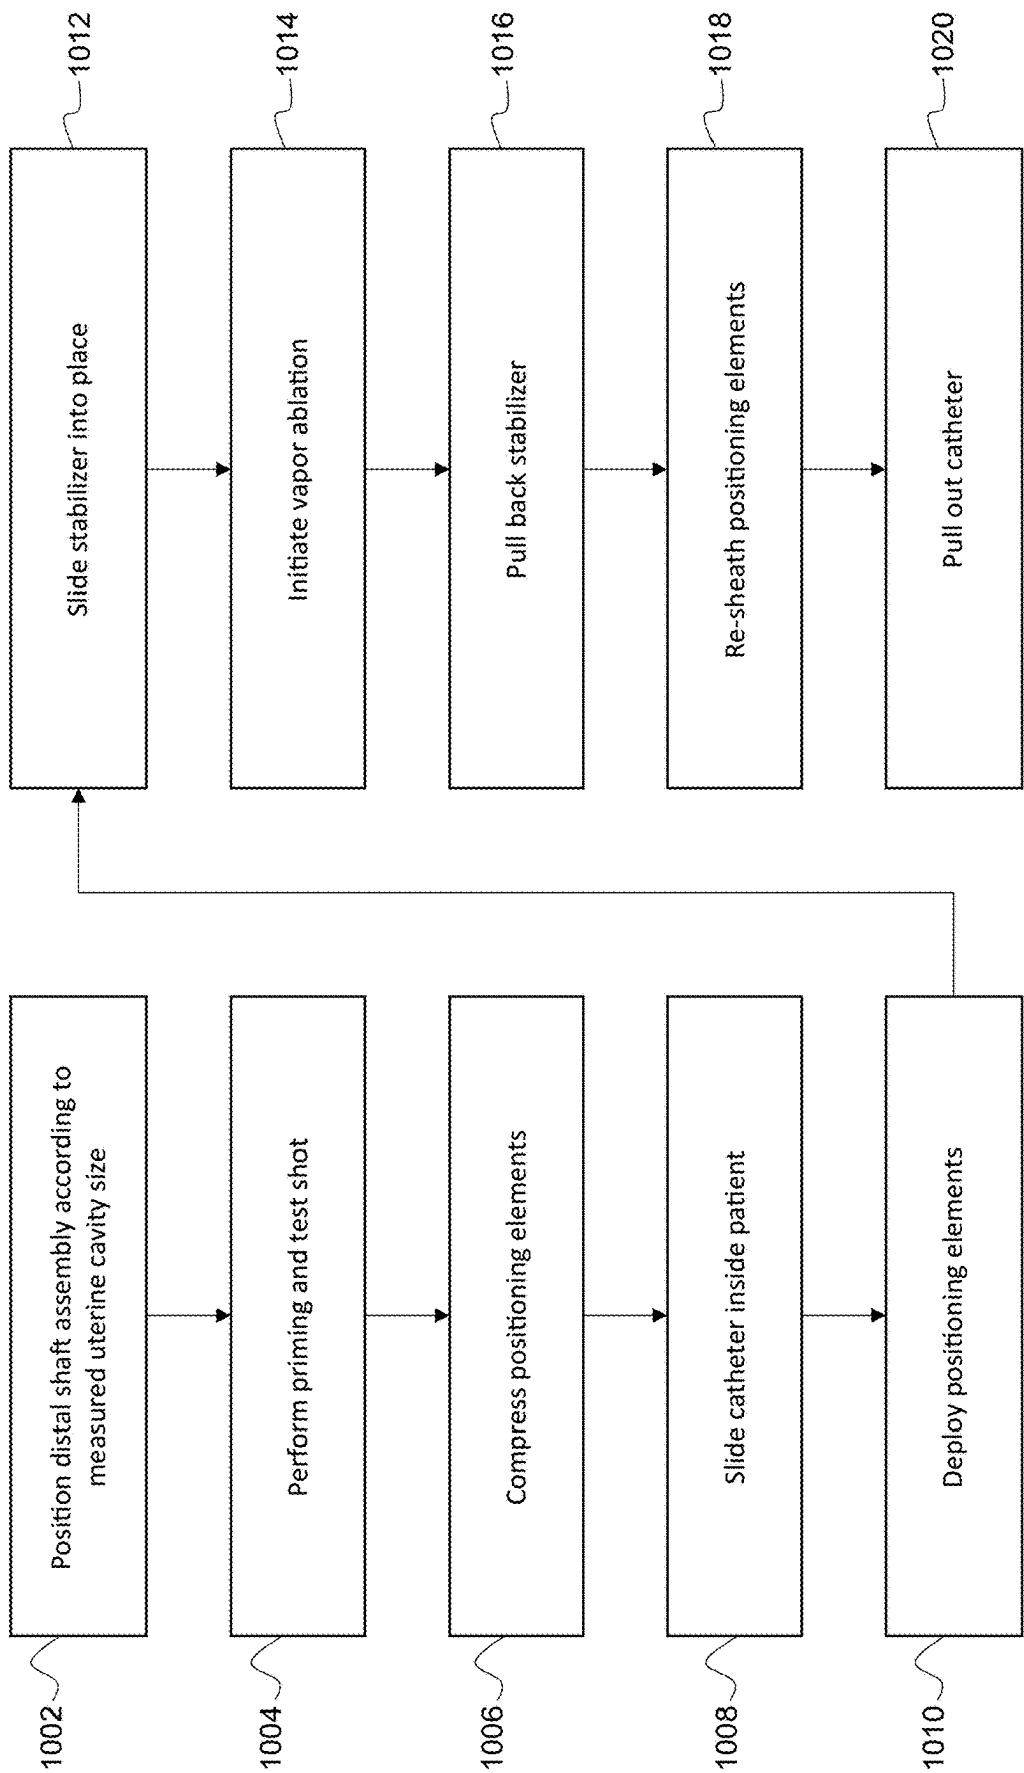 1002
Position distal shaft assembly according to
measured uterine cavity size
1004
Perform priming and test shot
1006
Compress positioning elements
1008
Slide catheter inside patient
1010
Deploy positioning elements
1012
Slide stabilizer into place
1014
Initiate vapor ablation
1016
Pull back stabilizer
1018
Re-sheath positioning elements
1020
Pull out catheter